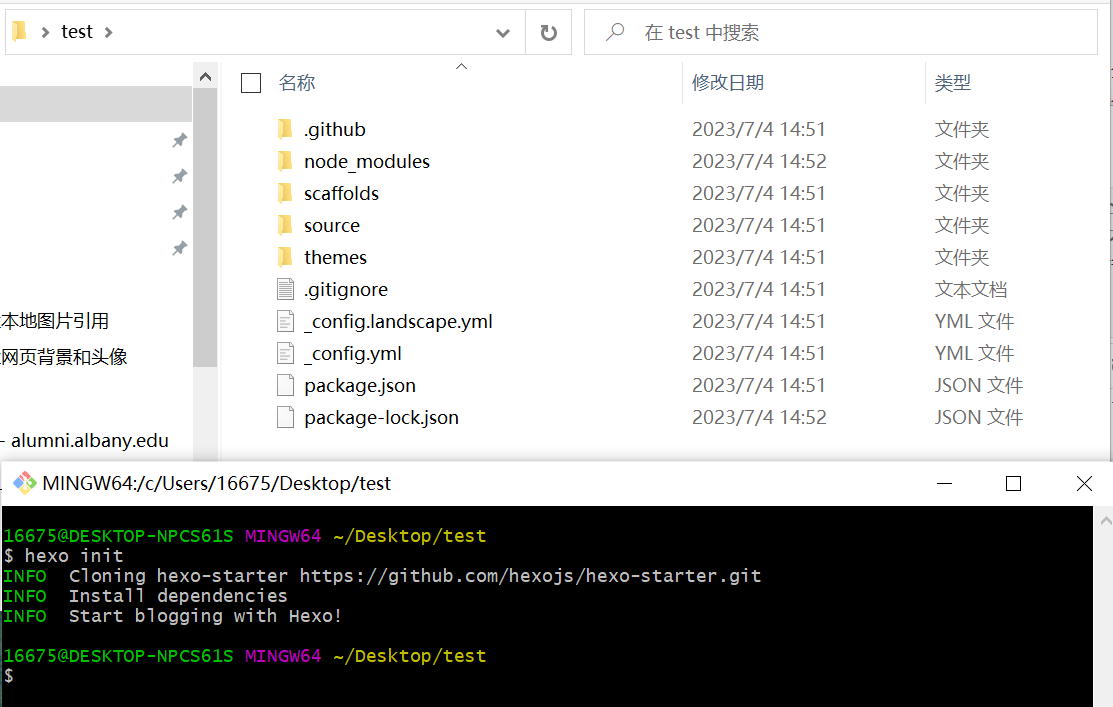 test
在 test 中搜索
名称 修改日期 类型
.github 2023/7/4 14:51 文件夹
node_modules 2023/7/4 14:52 文件夹
scaffolds 2023/7/4 14:51 文件夹
source 2023/7/4 14:51 文件夹
themes 2023/7/4 14:51 文件夹
.gitignore 2023/7/4 14:51 文本文档
_config.landscape.yml 2023/7/4 14:51 YML 文件
_config.yml 2023/7/4 14:51 YML 文件
package.json 2023/7/4 14:51 JSON 文件
package-lock.json 2023/7/4 14:52 JSON 文件
本地图片引用
网页背景和头像
- alumni.albany.edu
MINGW64:/c/Users/16675/Desktop/test
16675@DESKTOP-NPCS61S MINGW64 ~/Desktop/test
$ hexo init
INFO  Cloning hexo-starter https://github.com/hexojs/hexo-starter.git
INFO  Install dependencies
INFO  Start blogging with Hexo!
16675@DESKTOP-NPCS61S MINGW64 ~/Desktop/test
$